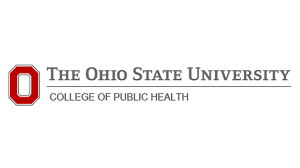 THE OHIO STATE UNIVERSITY
COLLEGE OF PUBLIC HEALTH